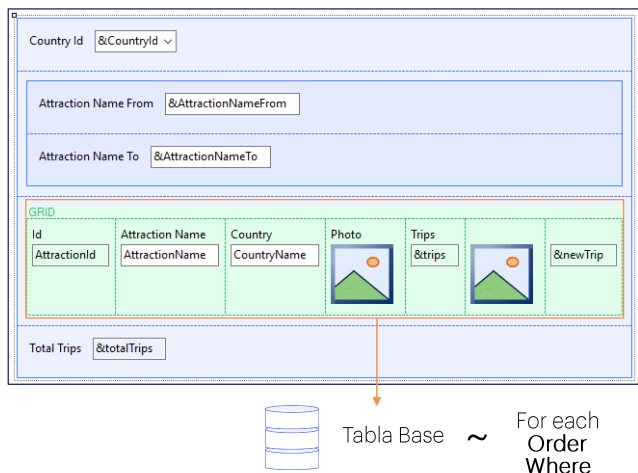 Country Id &CountryId
Attraction Name From &AttractionNameFrom
Attraction Name To &AttractionNameTo
GRID
Id Attraction Name Country Photo Trips
AttractionId AttractionName CountryName &trips &newTrip
Total Trips &totalTrips
Tabla Base ~ For each
Order
Where